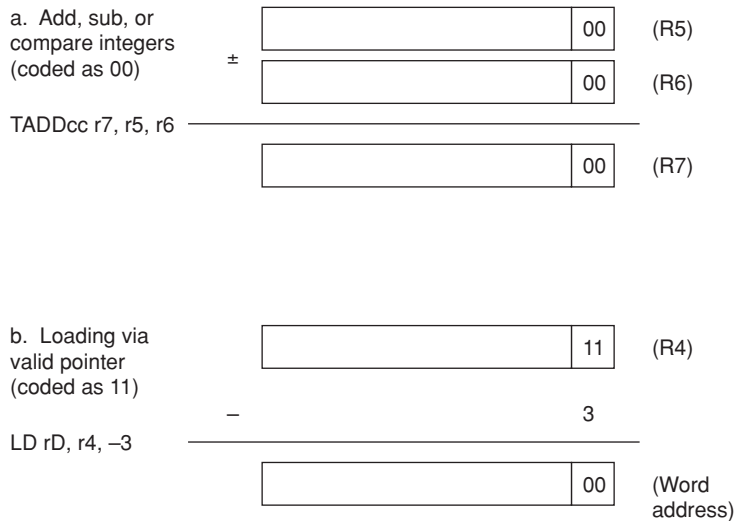 a. Add, sub, or
compare integers
(coded as 00)
TADDcc r7, r5, r6
±
00 (R5)
00 (R6)
00 (R7)
b. Loading via
valid pointer
(coded as 11)
LD rD, r4, –3
11 (R4)
– 3
00 (Word
address)